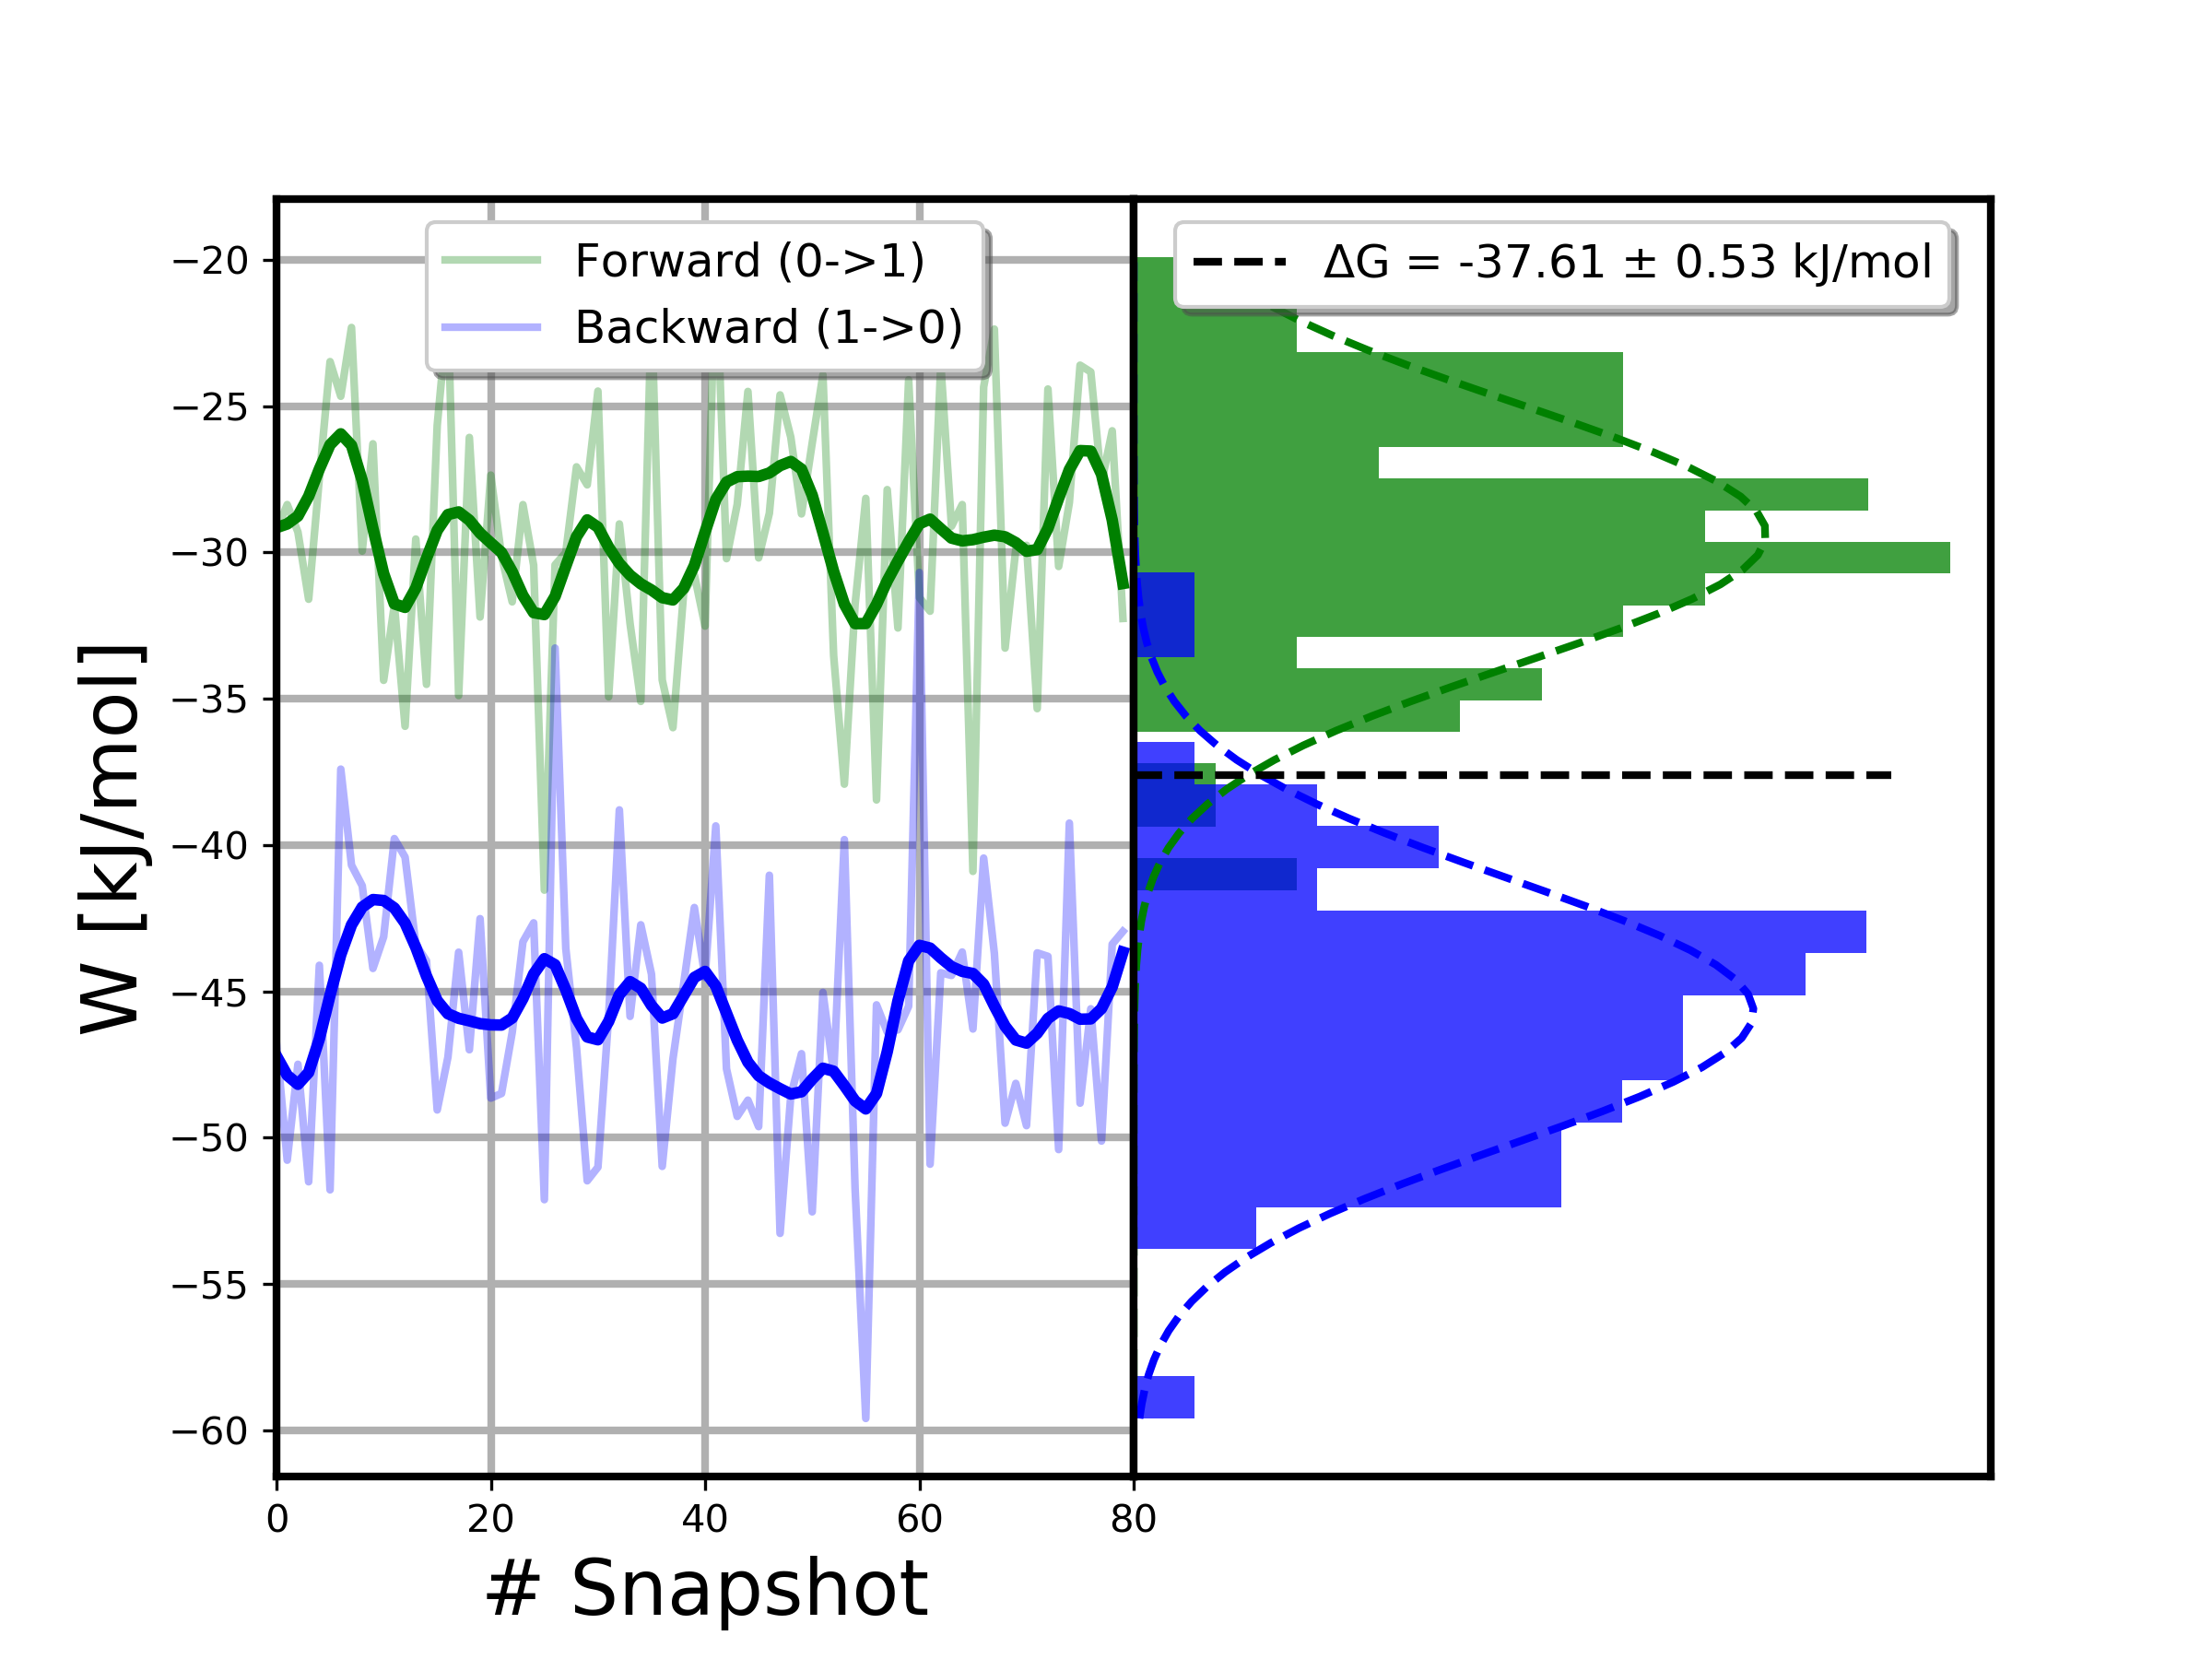 Forward (0->1)
Backward (1->0)
ΔG = -37.61 ± 0.53 kJ/mol
W [kJ/mol]
−20
−25
−30
−35
−40
−45
−50
−55
−60
0 20 40 60 80
# Snapshot